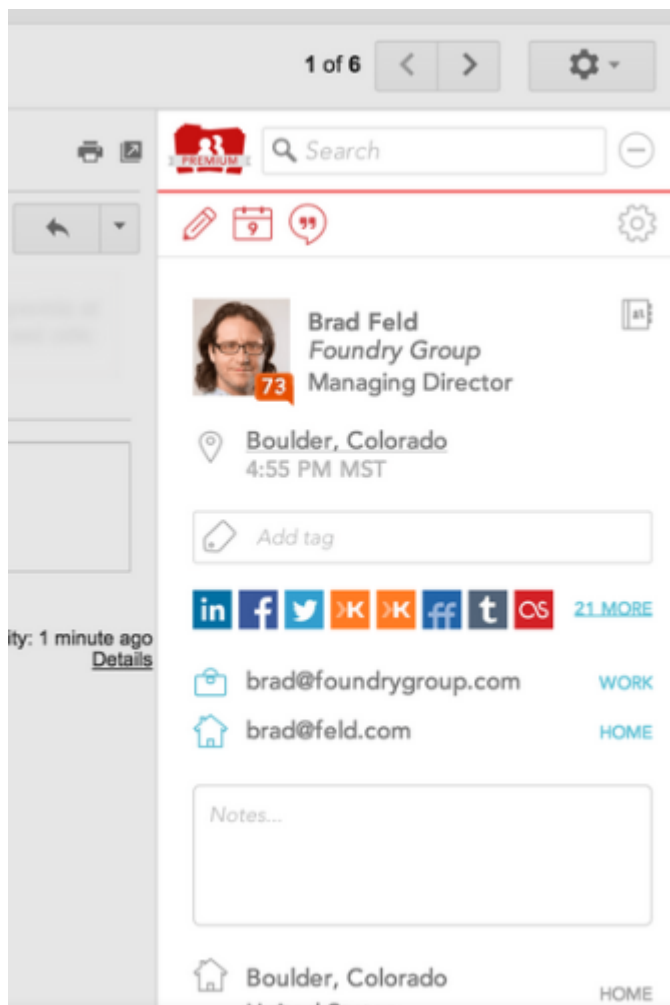 1 of 6
PREMIUM
Search
9
Brad Feld
Foundry Group
Managing Director
73
Boulder, Colorado
4:55 PM MST
Add tag
in f t 21 MORE
ity: 1 minute ago
Details
brad@foundrygroup.com WORK
brad@feld.com HOME
Notes...
Boulder, Colorado HOME